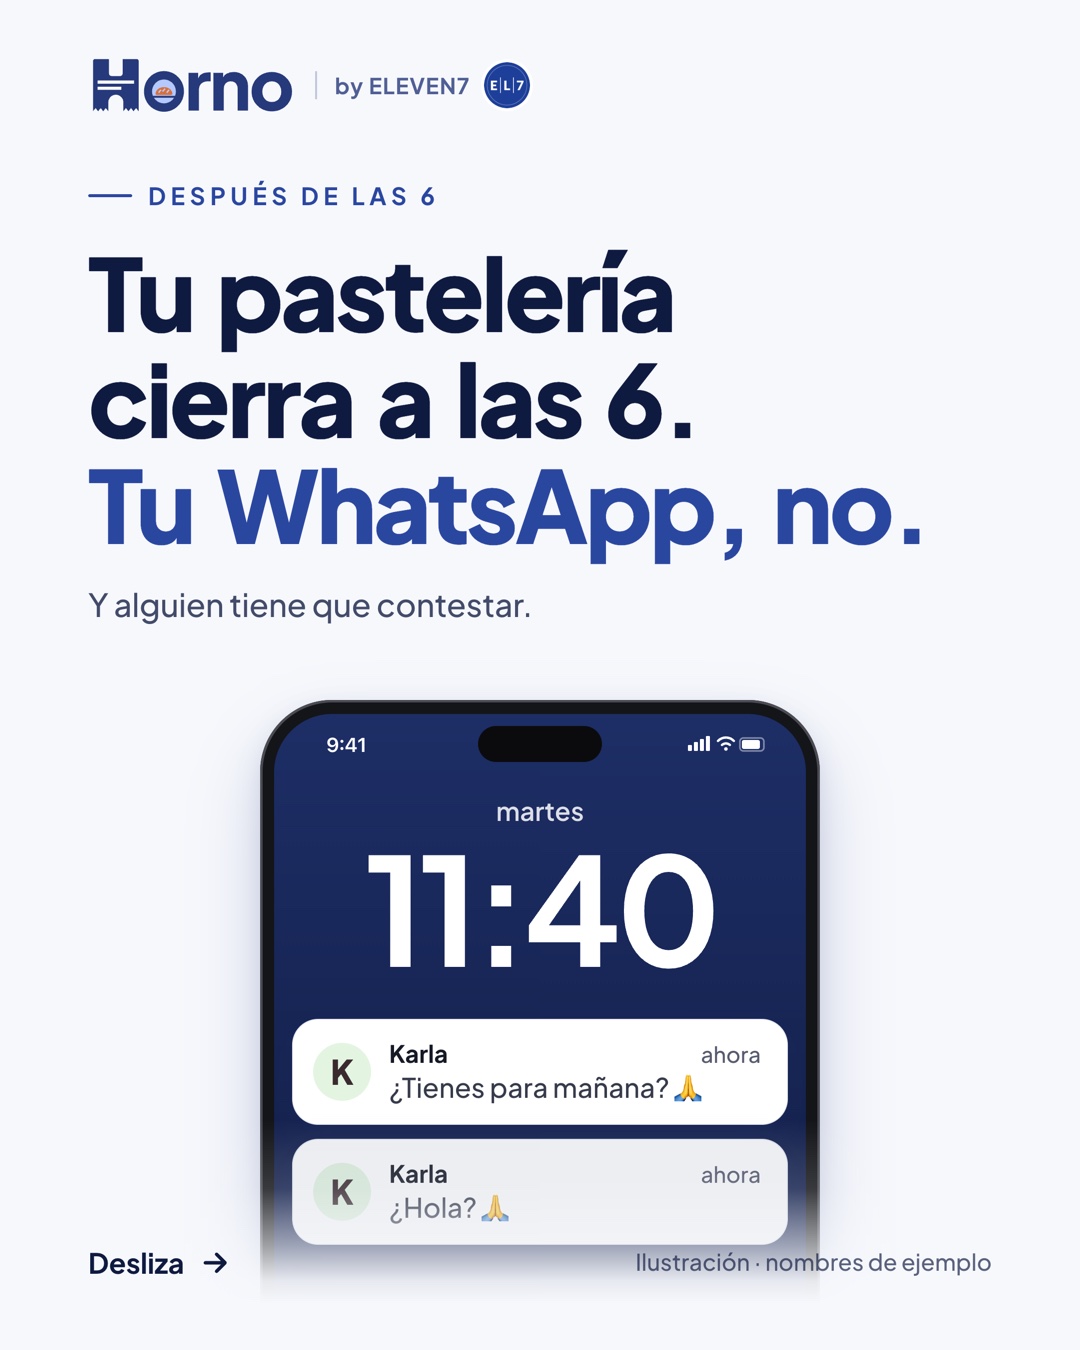 Horno
by ELEVEN7
E|L|7
DESPUÉS DE LAS 6
Tu pastelería
cierra a las 6.
Tu WhatsApp, no.
Y alguien tiene que contestar.
9:41
martes
11:40
K
Karla
ahora
¿Tienes para mañana?🙏
K
Karla
ahora
¿Hola?🙏
Desliza →
Ilustración · nombres de ejemplo